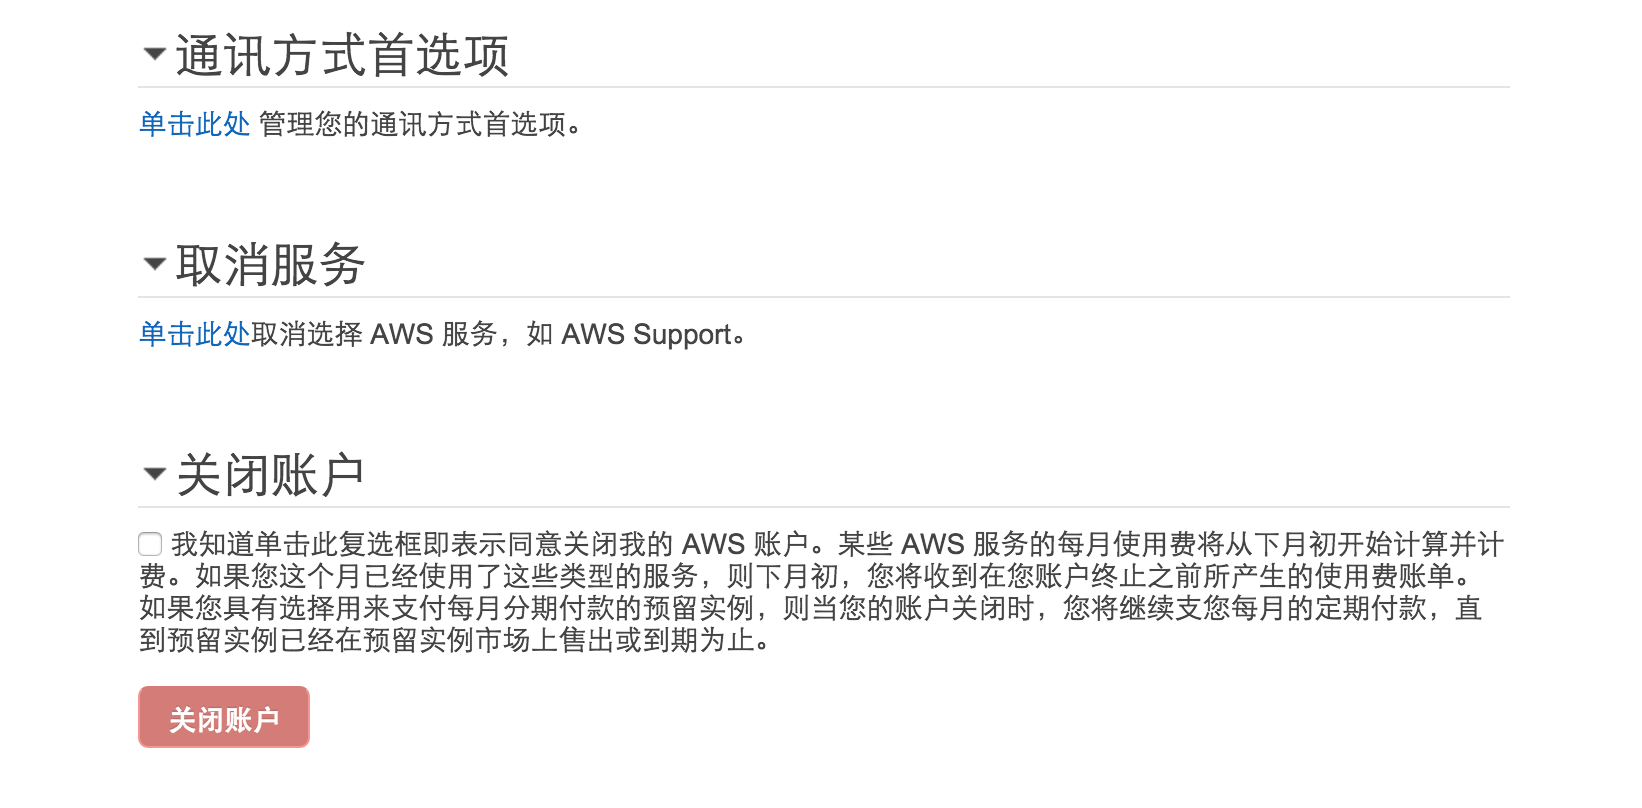 通讯方式首选项
单击此处 管理您的通讯方式首选项。
取消服务
单击此处取消选择 AWS 服务，如 AWS Support。
关闭账户
我知道单击此复选框即表示同意关闭我的 AWS 账户。某些 AWS 服务的每月使用费将从下月初开始计算并计
费。如果您这个月已经使用了这些类型的服务，则下月初，您将收到在您账户终止之前所产生的使用费账单。
如果您具有选择用来支付每月分期付款的预留实例，则当您的账户关闭时，您将继续支您每月的定期付款，直
到预留实例已经在预留实例市场上售出或到期为止。
关闭账户